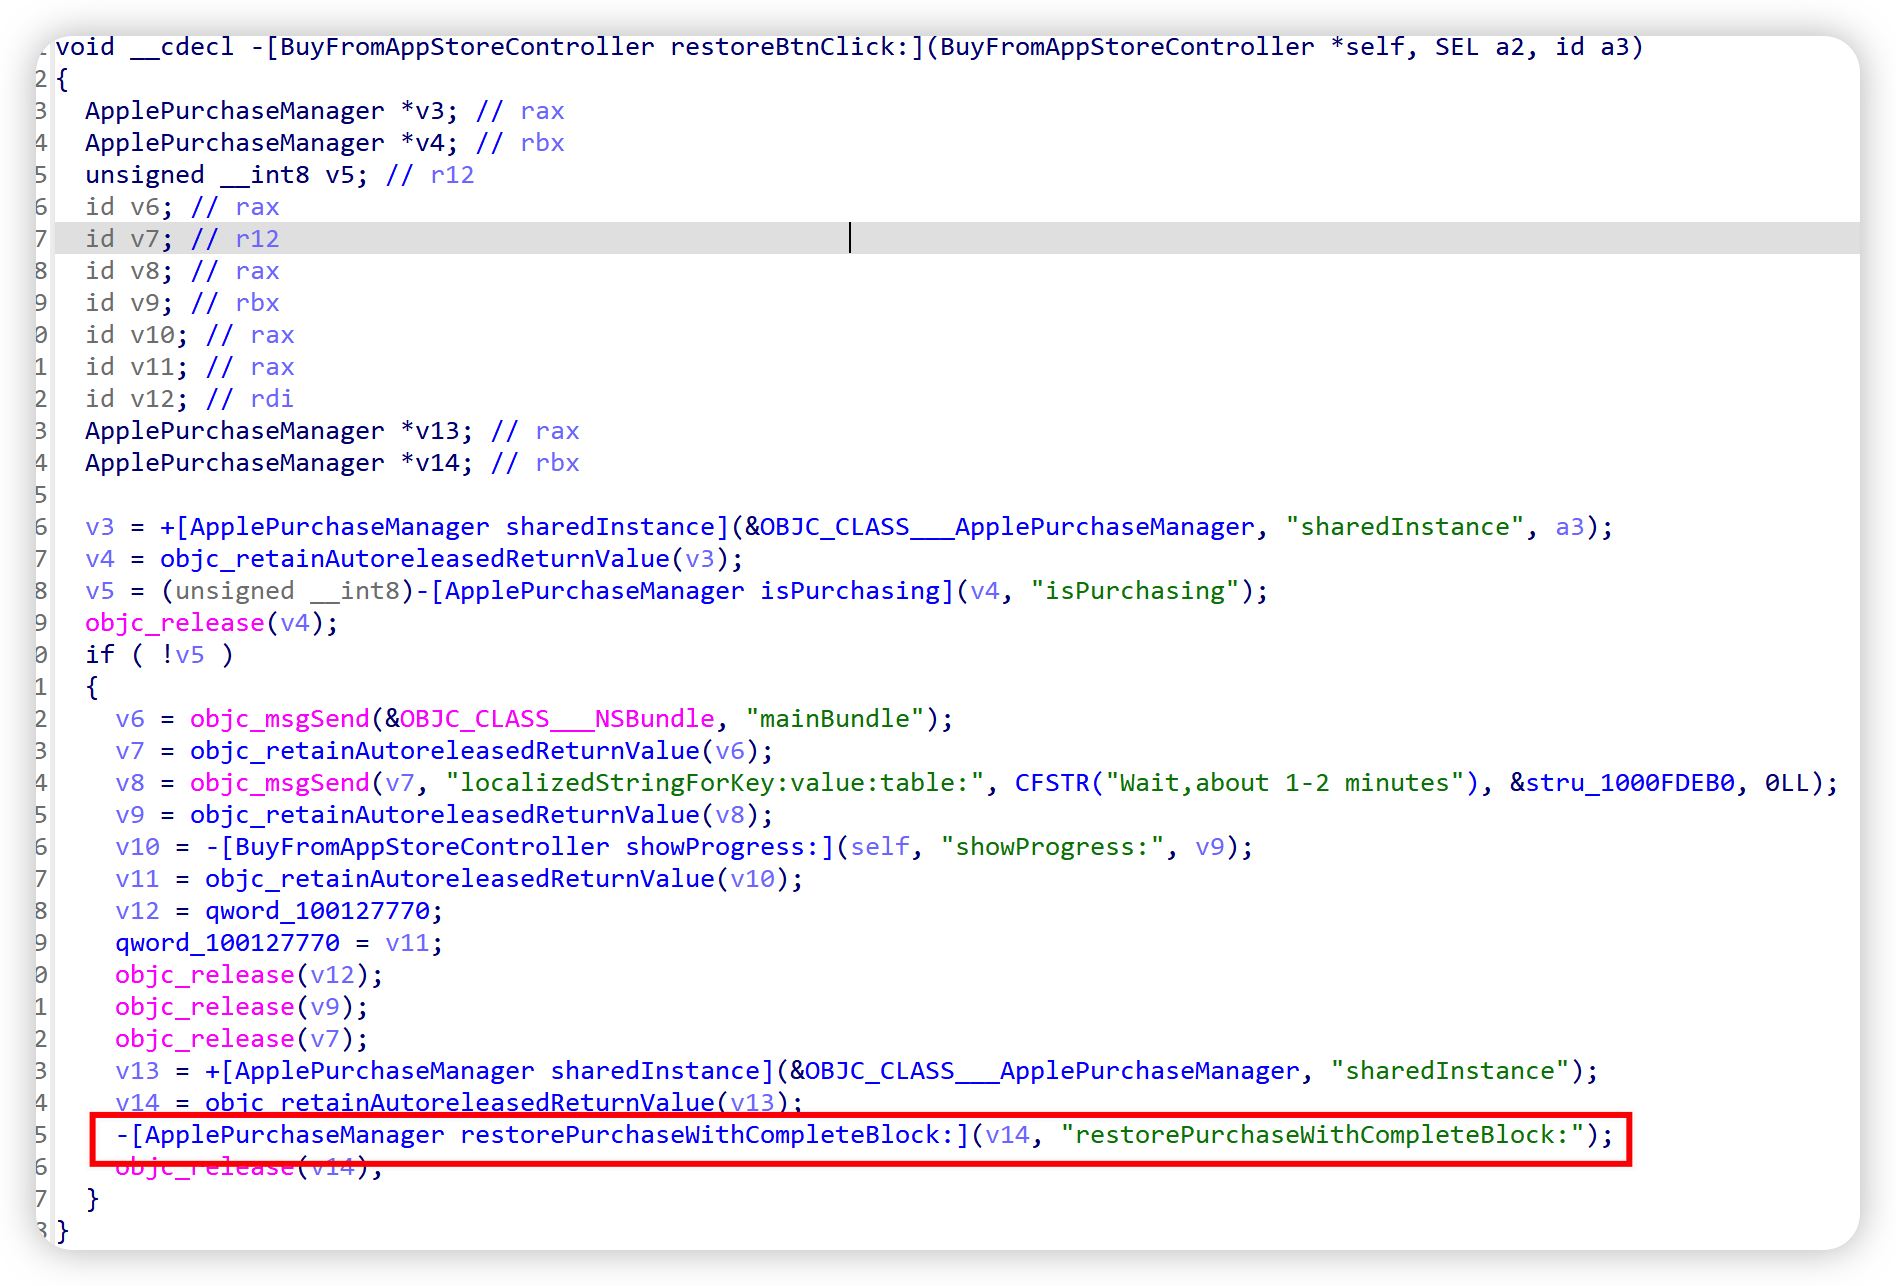 void __cdecl -[BuyFromAppStoreController restoreBtnClick:](BuyFromAppStoreController *self, SEL a2, id a3)
2 {
3 ApplePurchaseManager *v3; // rax
4 ApplePurchaseManager *v4; // rbx
5 unsigned __int8 v5; // r12
6 id v6; // rax
7 id v7; // r12
8 id v8; // rax
9 id v9; // rbx
0 id v10; // rax
1 id v11; // rax
2 id v12; // rdi
3 ApplePurchaseManager *v13; // rax
4 ApplePurchaseManager *v14; // rbx
5
6 v3 = +[ApplePurchaseManager sharedInstance](&OBJC_CLASS___ApplePurchaseManager, "sharedInstance", a3);
7 v4 = objc_retainAutoreleasedReturnValue(v3);
8 v5 = (unsigned __int8)-[ApplePurchaseManager isPurchasing](v4, "isPurchasing");
9 objc_release(v4);
0 if ( !v5 )
1 {
2 v6 = objc_msgSend(&OBJC_CLASS___NSBundle, "mainBundle");
3 v7 = objc_retainAutoreleasedReturnValue(v6);
4 v8 = objc_msgSend(v7, "localizedStringForKey:value:table:", CFSTR("Wait,about 1-2 minutes"), &stru_1000FDEB0, 0LL);
5 v9 = objc_retainAutoreleasedReturnValue(v8);
6 v10 = -[BuyFromAppStoreController showProgress:](self, "showProgress:", v9);
7 v11 = objc_retainAutoreleasedReturnValue(v10);
8 v12 = qword_100127770;
9 qword_100127770 = v11;
0 objc_release(v12);
1 objc_release(v9);
2 objc_release(v7);
3 v13 = +[ApplePurchaseManager sharedInstance](&OBJC_CLASS___ApplePurchaseManager, "sharedInstance");
4 v14 = objc_retainAutoreleasedReturnValue(v13);
5 -[ApplePurchaseManager restorePurchaseWithCompleteBlock:](v14, "restorePurchaseWithCompleteBlock:");
6 objc_release(v14);
7 }
3 }